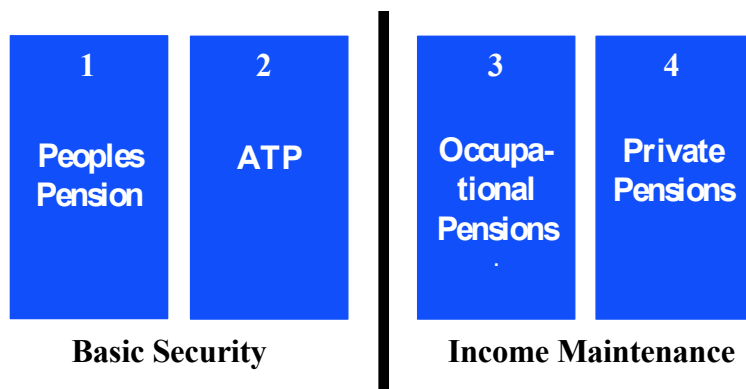 1
Peoples
Pension
2
ATP
3
Occupa-
tional
Pensions
.
4
Private
Pensions
Basic Security
Income Maintenance